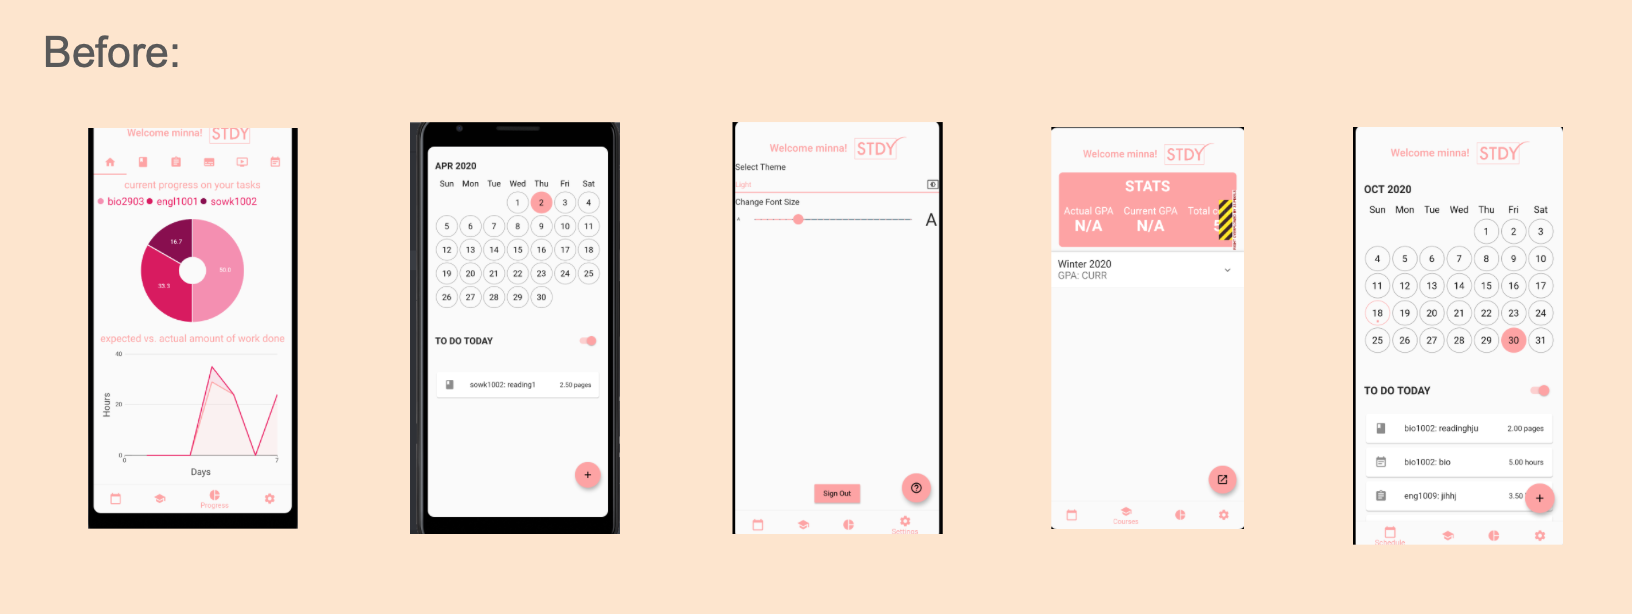 Before:
Welcome minna! STDY
current progress on your tasks
bio2903 engl1001 sowk1002
16.7
50.0
33.3
expected vs. actual amount of work done
40
20
0
Hours
0 7
Days
Progress
APR 2020
Sun Mon Tue Wed Thu Fri Sat
1 2 3 4
5 6 7 8 9 10 11
12 13 14 15 16 17 18
19 20 21 22 23 24 25
26 27 28 29 30
TO DO TODAY
sowk1002: reading1 2.50 pages
+
Welcome minna! STDY
Select Theme
Light
Change Font Size
A A
Sign Out
Settings
Welcome minna! STDY
STATS
Actual GPA Current GPA Total
N/A N/A
Winter 2020
GPA: CURR
Courses
Welcome minna! STDY
OCT 2020
Sun Mon Tue Wed Thu Fri Sat
1 2 3
4 5 6 7 8 9 10
11 12 13 14 15 16 17
18 19 20 21 22 23 24
25 26 27 28 29 30 31
TO DO TODAY
bio1002: readinghju 2.00 pages
bio1002: bio 5.00 hours
eng1009: jihhj 3.50
+
Schedule